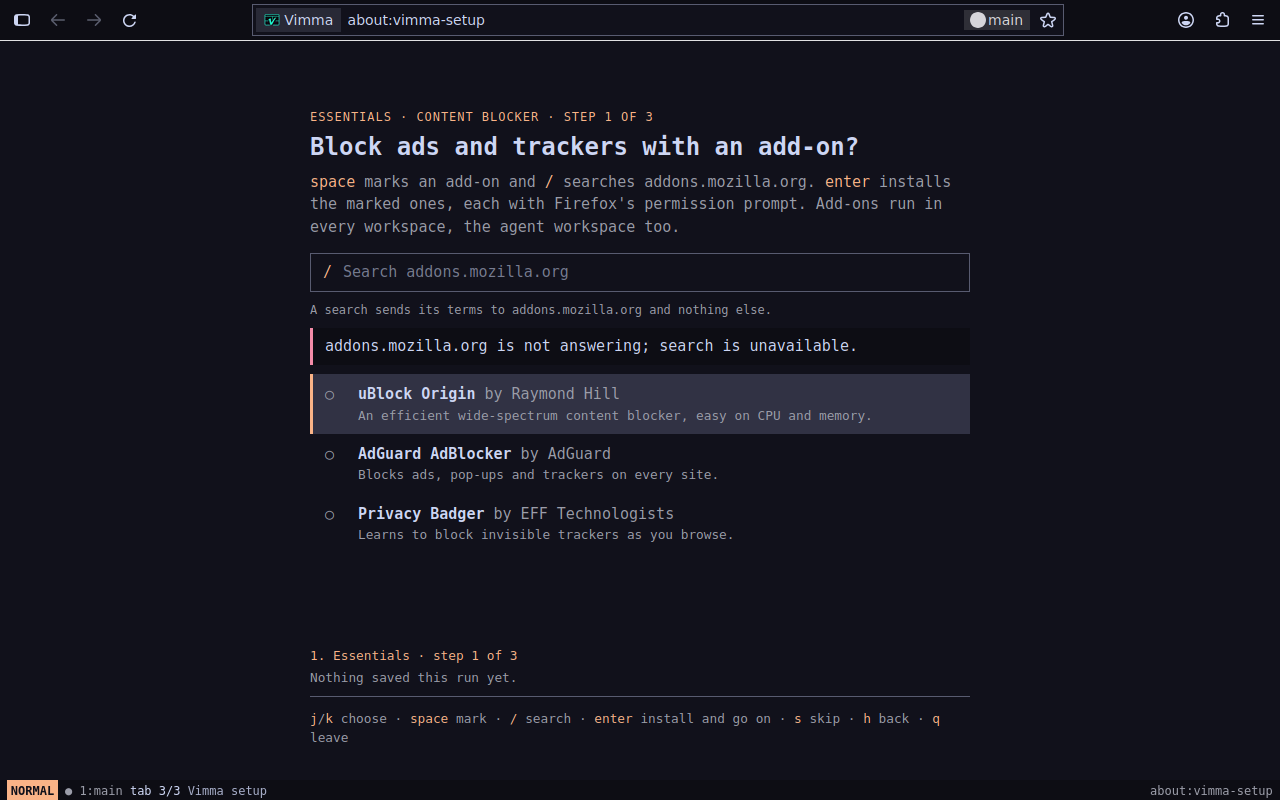 Vimma about:vimma-setup main
ESSENTIALS · CONTENT BLOCKER · STEP 1 OF 3
Block ads and trackers with an add-on?
space marks an add-on and / searches addons.mozilla.org. enter installs
the marked ones, each with Firefox's permission prompt. Add-ons run in
every workspace, the agent workspace too.
/ Search addons.mozilla.org
A search sends its terms to addons.mozilla.org and nothing else.
addons.mozilla.org is not answering; search is unavailable.
uBlock Origin by Raymond Hill
An efficient wide-spectrum content blocker, easy on CPU and memory.
AdGuard AdBlocker by AdGuard
Blocks ads, pop-ups and trackers on every site.
Privacy Badger by EFF Technologists
Learns to block invisible trackers as you browse.
1. Essentials · step 1 of 3
Nothing saved this run yet.
j/k choose · space mark · / search · enter install and go on · s skip · h back · q
leave
NORMAL ● 1:main tab 3/3 Vimma setup about:vimma-setup